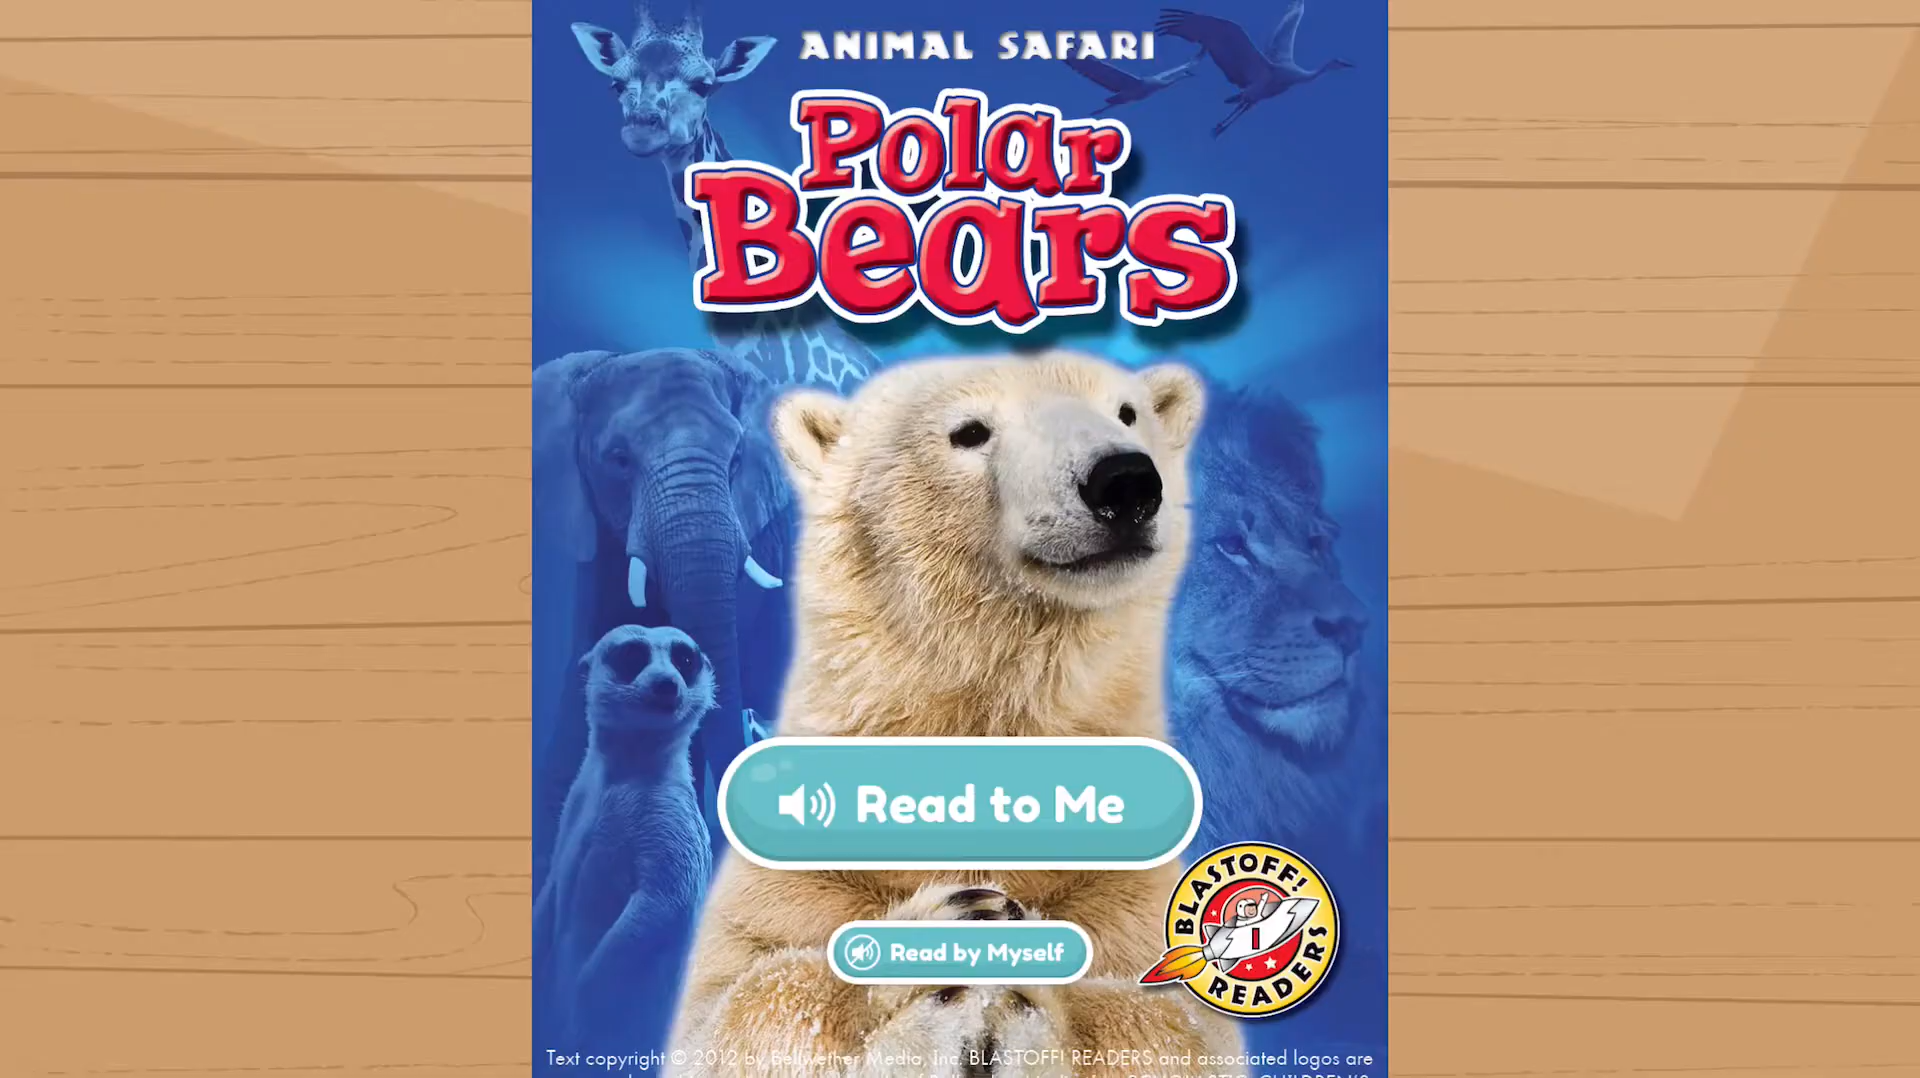 ANIMAL SAFARI
Polar
Bears
Read to Me
BLASTOFF!
1
READERS
Read by Myself
Text copyright © 2012 by Bellwether Media, Inc. BLASTOFF! READERS and associated logos are